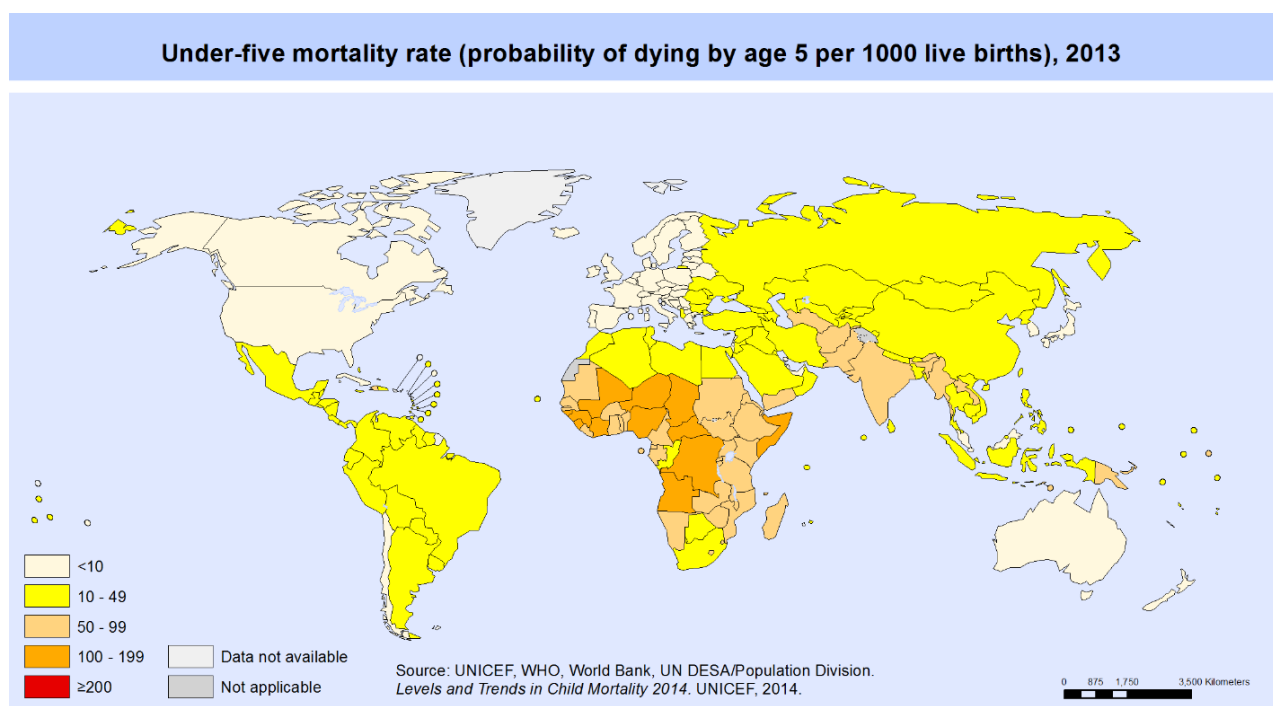 Under-five mortality rate (probability of dying by age 5 per 1000 live births), 2013
<10
10 - 49
50 - 99
100 - 199
≥200
Data not available
Not applicable
Source: UNICEF, WHO, World Bank, UN DESA/Population Division.
Levels and Trends in Child Mortality 2014. UNICEF, 2014.
0 875 1,750 3,500 Kilometers